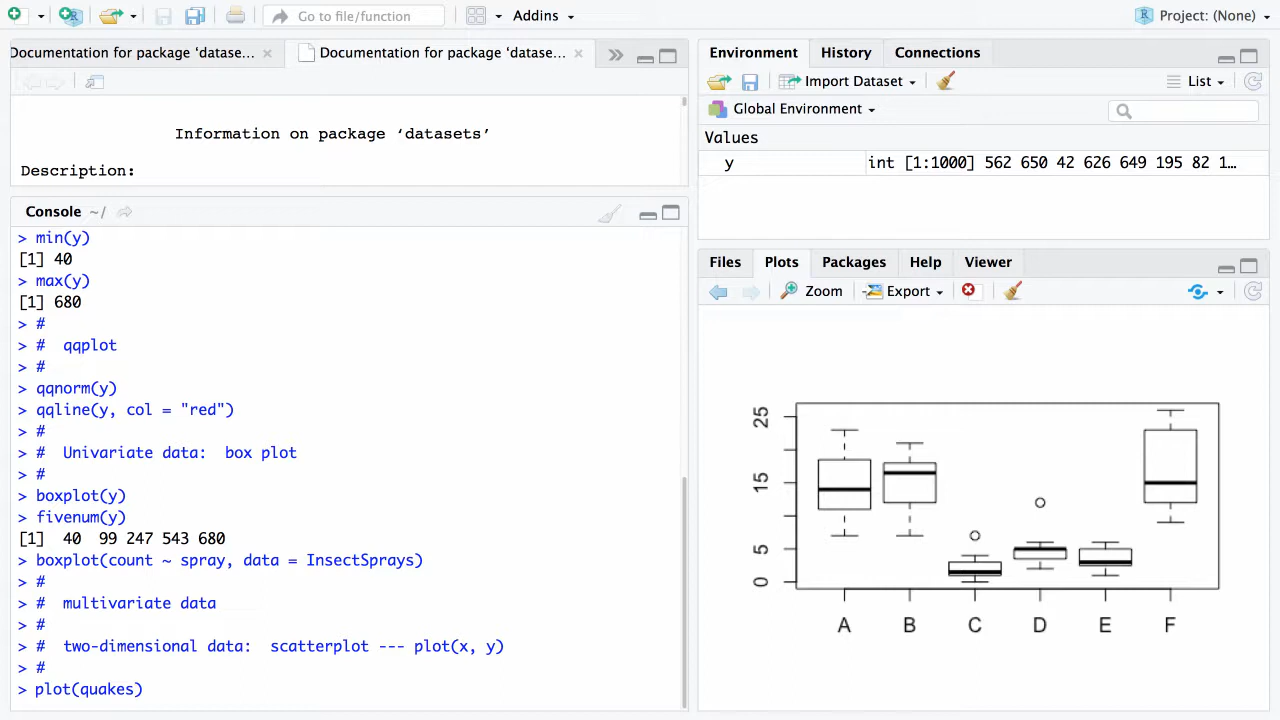 Go to file/function
Addins
Project: (None)
Documentation for package ‘datase...
Documentation for package ‘datase...
Information on package ‘datasets’
Description:
Console ~/
> min(y)
[1] 40
> max(y)
[1] 680
> #
> #  qqplot
> #
> qqnorm(y)
> qqline(y, col = "red")
> #
> #  Univariate data:  box plot
> #
> boxplot(y)
> fivenum(y)
[1]  40  99 247 543 680
> boxplot(count ~ spray, data = InsectSprays)
> #
> #  multivariate data
> #
> #  two-dimensional data:  scatterplot --- plot(x, y)
> #
> plot(quakes)
Environment History Connections
Import Dataset List
Global Environment
Values
y int [1:1000] 562 650 42 626 649 195 82 1...
Files Plots Packages Help Viewer
Zoom Export
25
15
5
0
A B C D E F